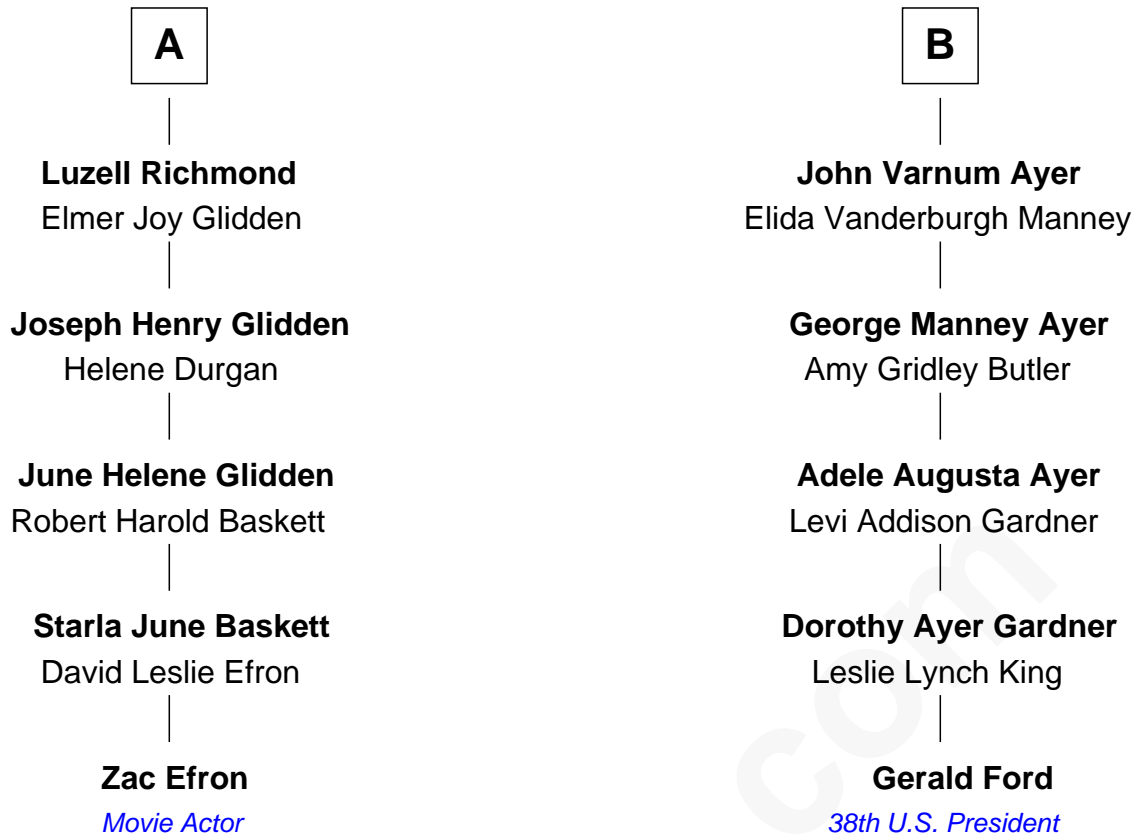 A
Luzell Richmond
Elmer Joy Glidden
Joseph Henry Glidden
Helene Durgan
June Helene Glidden
Robert Harold Baskett
Starla June Baskett
David Leslie Efron
Zac Efron
Movie Actor
B
John Varnum Ayer
Elida Vanderburgh Manney
George Manney Ayer
Amy Gridley Butler
Adele Augusta Ayer
Levi Addison Gardner
Dorothy Ayer Gardner
Leslie Lynch King
Gerald Ford
38th U.S. President
com